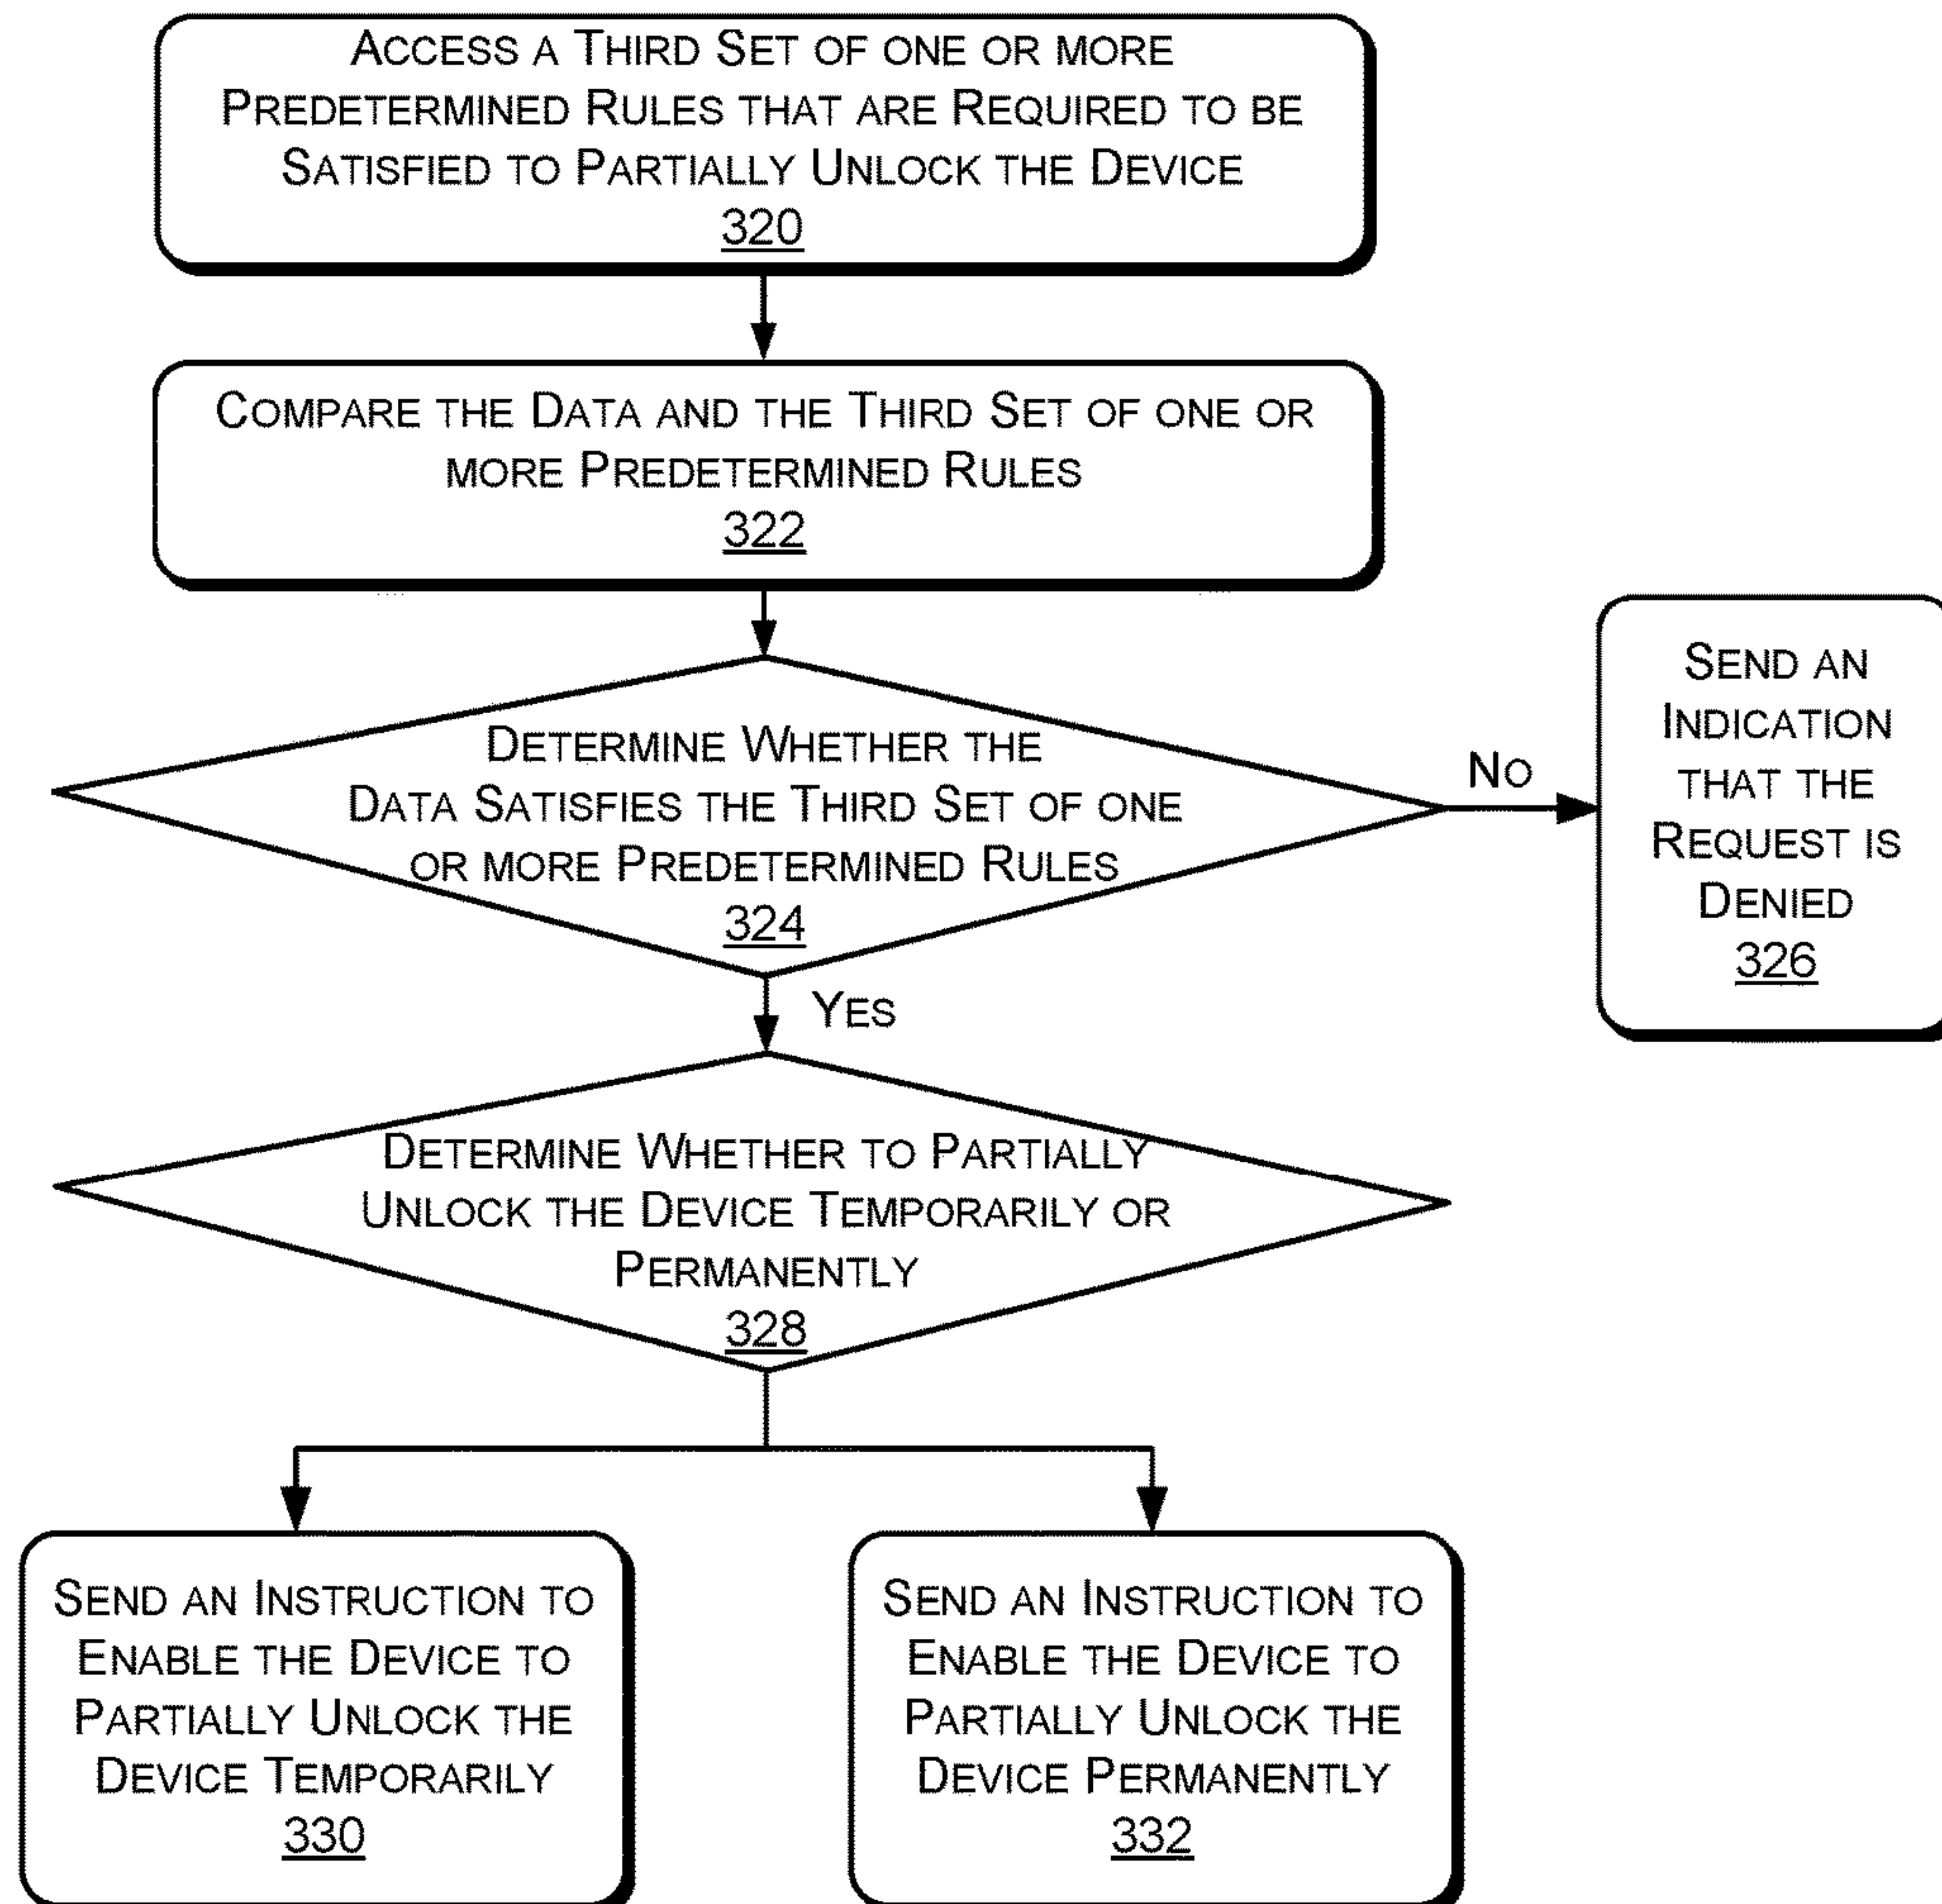 ACCESS A THIRD SET OF ONE OR MORE
PREDETERMINED RULES THAT ARE REQUIRED TO BE
SATISFIED TO PARTIALLY UNLOCK THE DEVICE
320
COMPARE THE DATA AND THE THIRD SET OF ONE OR
MORE PREDETERMINED RULES
322
DETERMINE WHETHER THE
DATA SATISFIES THE THIRD SET OF ONE
OR MORE PREDETERMINED RULES
324
NO
SEND AN
INDICATION
THAT THE
REQUEST IS
DENIED
326
YES
DETERMINE WHETHER TO PARTIALLY
UNLOCK THE DEVICE TEMPORARILY OR
PERMANENTLY
328
SEND AN INSTRUCTION TO
ENABLE THE DEVICE TO
PARTIALLY UNLOCK THE
DEVICE TEMPORARILY
330
SEND AN INSTRUCTION TO
ENABLE THE DEVICE TO
PARTIALLY UNLOCK THE
DEVICE PERMANENTLY
332